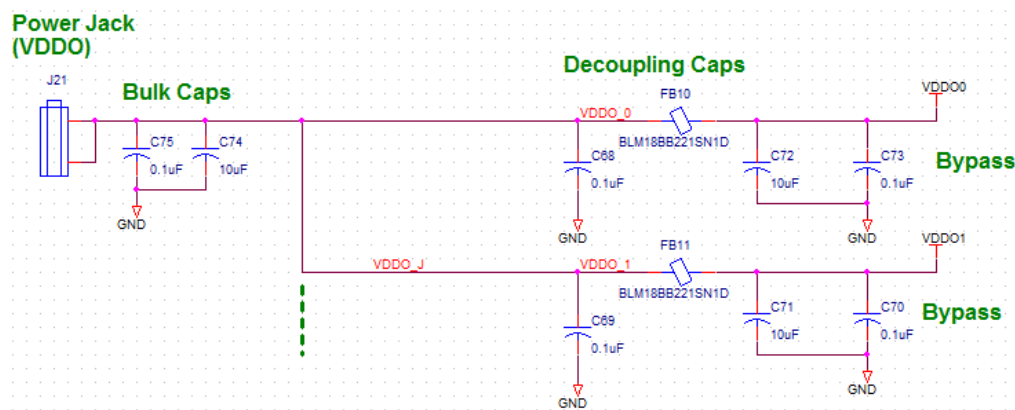 Power Jack
(VDDO)
J21
Bulk Caps
C75
0.1uF
C74
10uF
GND
Decoupling Caps
FB10
VDDO_0
BLM18BB221SN1D
VDDO0
C68
0.1uF
C72
10uF
C73
0.1uF
Bypass
GND
GND
FB11
VDDO_J
VDDO_1
BLM18BB221SN1D
VDDO1
C69
0.1uF
C71
10uF
C70
0.1uF
Bypass
GND
GND